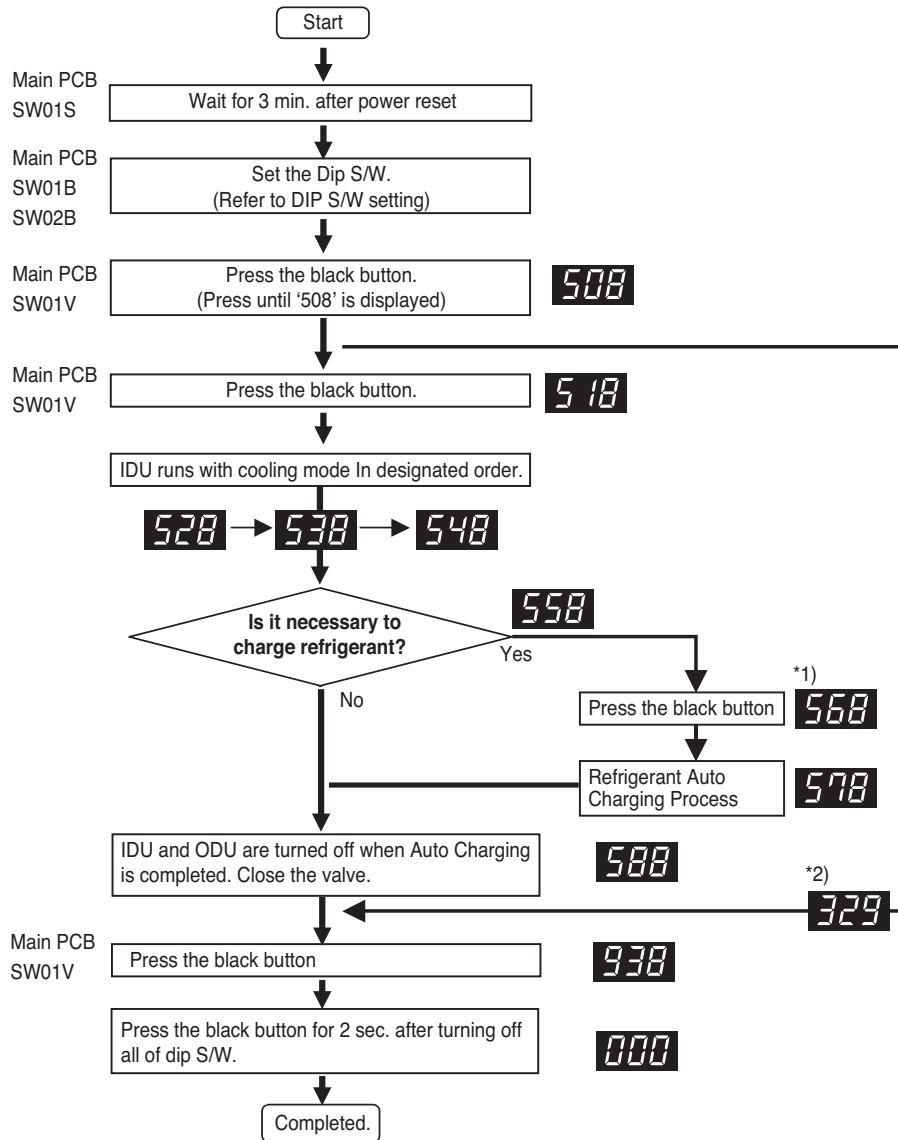 Start
Main PCB
SW01S
Wait for 3 min. after power reset
Main PCB
SW01B
SW02B
Set the Dip S/W.
(Refer to DIP S/W setting)
Main PCB
SW01V
Press the black button.
(Press until ‘508’ is displayed)
508
Main PCB
SW01V
Press the black button.
518
IDU runs with cooling mode In designated order.
528
538
548
Is it necessary to
charge refrigerant?
558
Yes
No
*1)
Press the black button
568
Refrigerant Auto
Charging Process
578
IDU and ODU are turned off when Auto Charging
is completed. Close the valve.
588
*2)
329
Main PCB
SW01V
Press the black button
938
Press the black button for 2 sec. after turning off
all of dip S/W.
000
Completed.